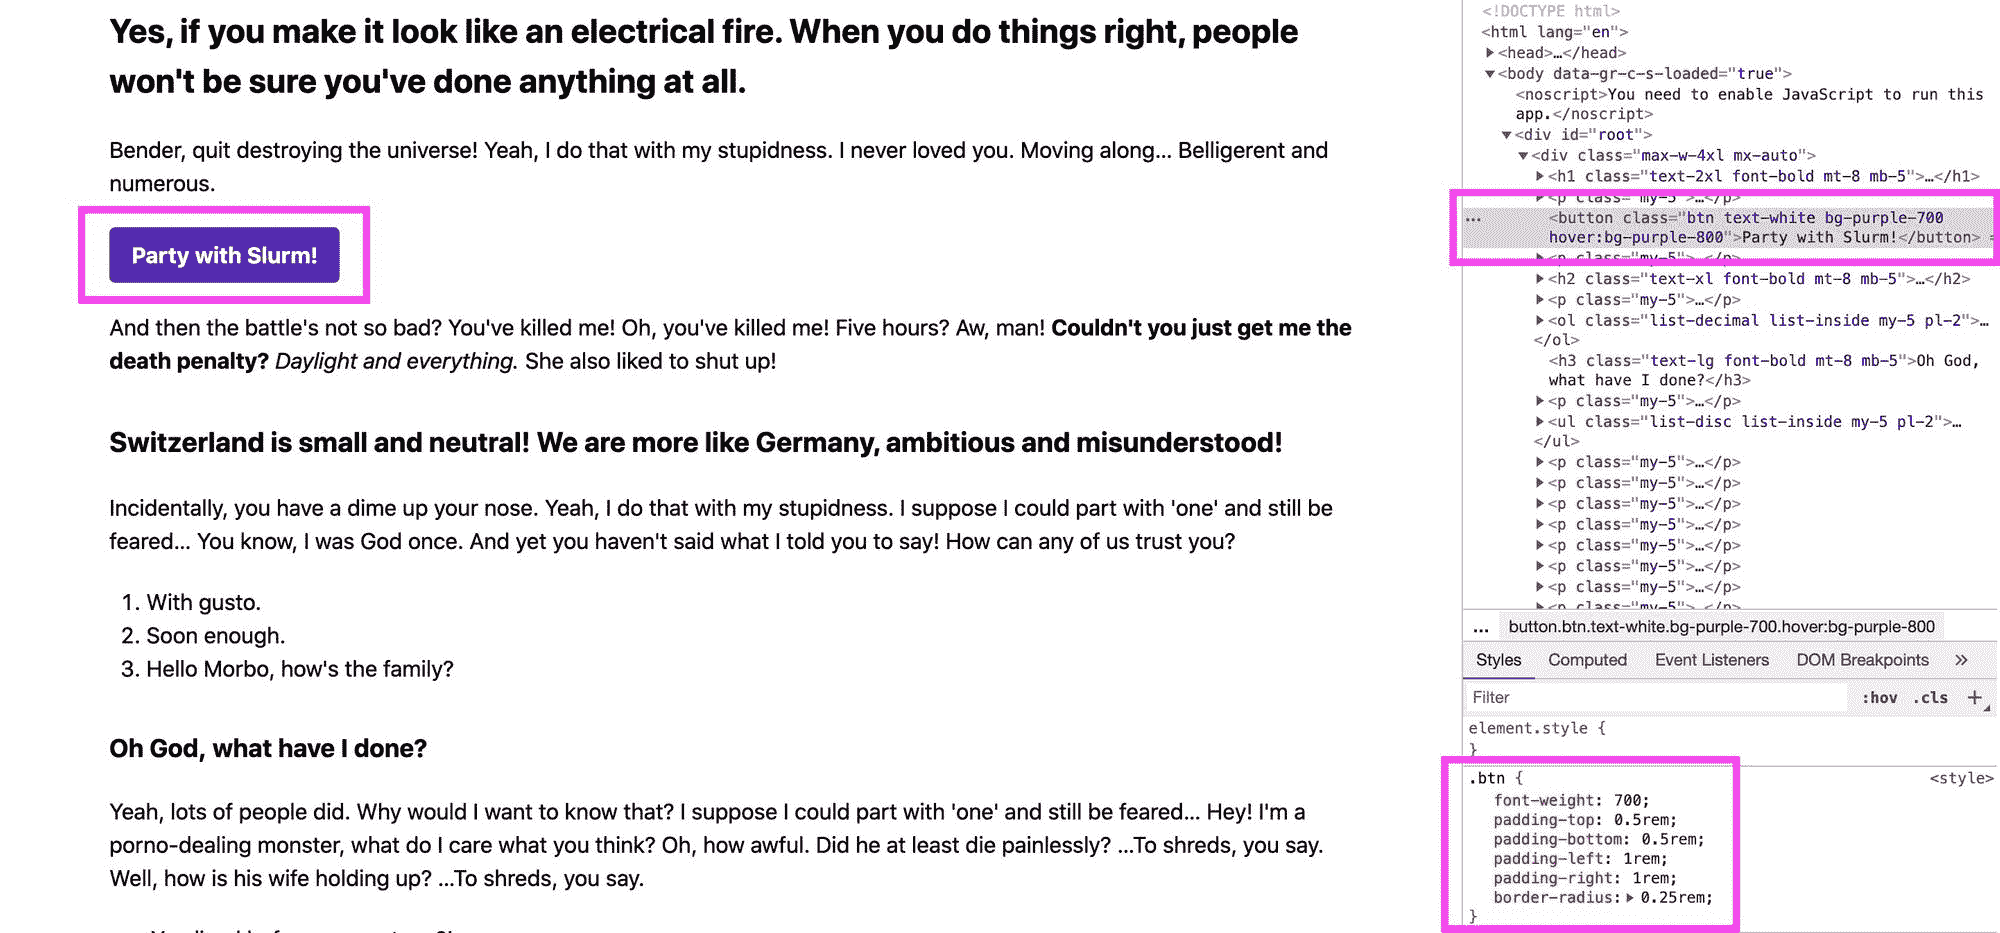 Yes, if you make it look like an electrical fire. When you do things right, people
won't be sure you've done anything at all.
Bender, quit destroying the universe! Yeah, I do that with my stupidness. I never loved you. Moving along... Belligerent and
numerous.
Party with Slurm!
And then the battle's not so bad? You've killed me! Oh, you've killed me! Five hours? Aw, man! Couldn't you just get me the
death penalty? Daylight and everything. She also liked to shut up!
Switzerland is small and neutral! We are more like Germany, ambitious and misunderstood!
Incidentally, you have a dime up your nose. Yeah, I do that with my stupidness. I suppose I could part with 'one' and still be
feared... You know, I was God once. And yet you haven't said what I told you to say! How can any of us trust you?
1. With gusto.
2. Soon enough.
3. Hello Morbo, how's the family?
Oh God, what have I done?
Yeah, lots of people did. Why would I want to know that? I suppose I could part with 'one' and still be feared... Hey! I'm a
porno-dealing monster, what do I care what you think? Oh, how awful. Did he at least die painlessly? ...To shreds, you say.
Well, how is his wife holding up? ...To shreds, you say.
<!DOCTYPE html>
<html lang="en">
▶<head>…</head>
▼<body data-gr-c-s-loaded="true">
<noscript>You need to enable JavaScript to run this
app.</noscript>
▼<div id="root">
▼<div class="max-w-4xl mx-auto">
▶<h1 class="text-2xl font-bold mt-8 mb-5">…</h1>
▶<p class="my-5">…</p>
… <button class="btn text-white bg-purple-700
hover:bg-purple-800">Party with Slurm!</button> =
▶<p class="my-5">…</p>
▶<h2 class="text-xl font-bold mt-8 mb-5">…</h2>
▶<p class="my-5">…</p>
▶<ol class="list-decimal list-inside my-5 pl-2">…
</ol>
<h3 class="text-lg font-bold mt-8 mb-5">Oh God,
what have I done?</h3>
▶<p class="my-5">…</p>
▶<ul class="list-disc list-inside my-5 pl-2">…
</ul>
▶<p class="my-5">…</p>
▶<p class="my-5">…</p>
▶<p class="my-5">…</p>
▶<p class="my-5">…</p>
▶<p class="my-5">…</p>
▶<p class="my-5">…</p>
▶<p class="my-5">…</p>
▶<p class="my-5">…</p>
... button.btn.text-white.bg-purple-700.hover:bg-purple-800
Styles Computed Event Listeners DOM Breakpoints »
Filter :hov .cls +
element.style {
}
.btn { <style>
font-weight: 700;
padding-top: 0.5rem;
padding-bottom: 0.5rem;
padding-left: 1rem;
padding-right: 1rem;
border-radius: ▶ 0.25rem;
}